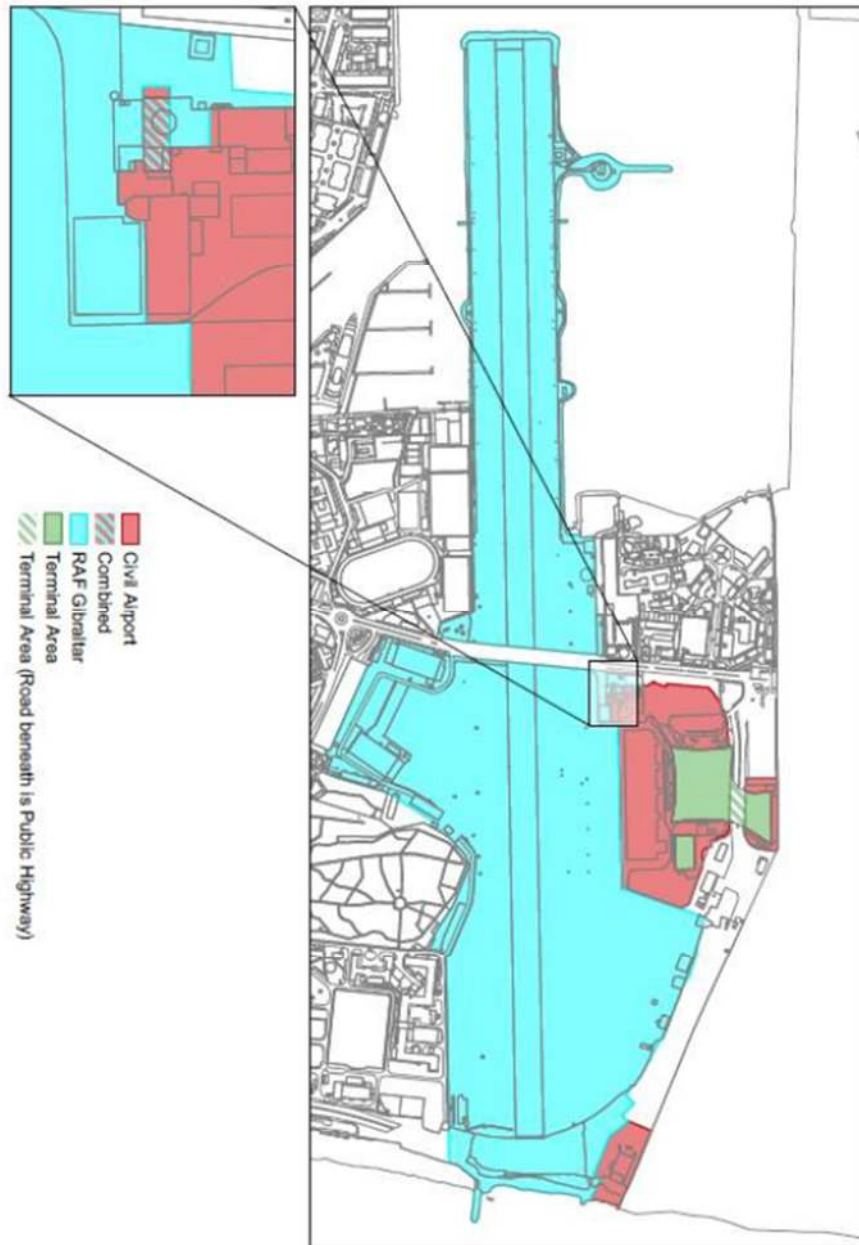 Civil Airport
Combined
RAF Gibraltar
Terminal Area
Terminal Area (Road beneath is Public Highway)